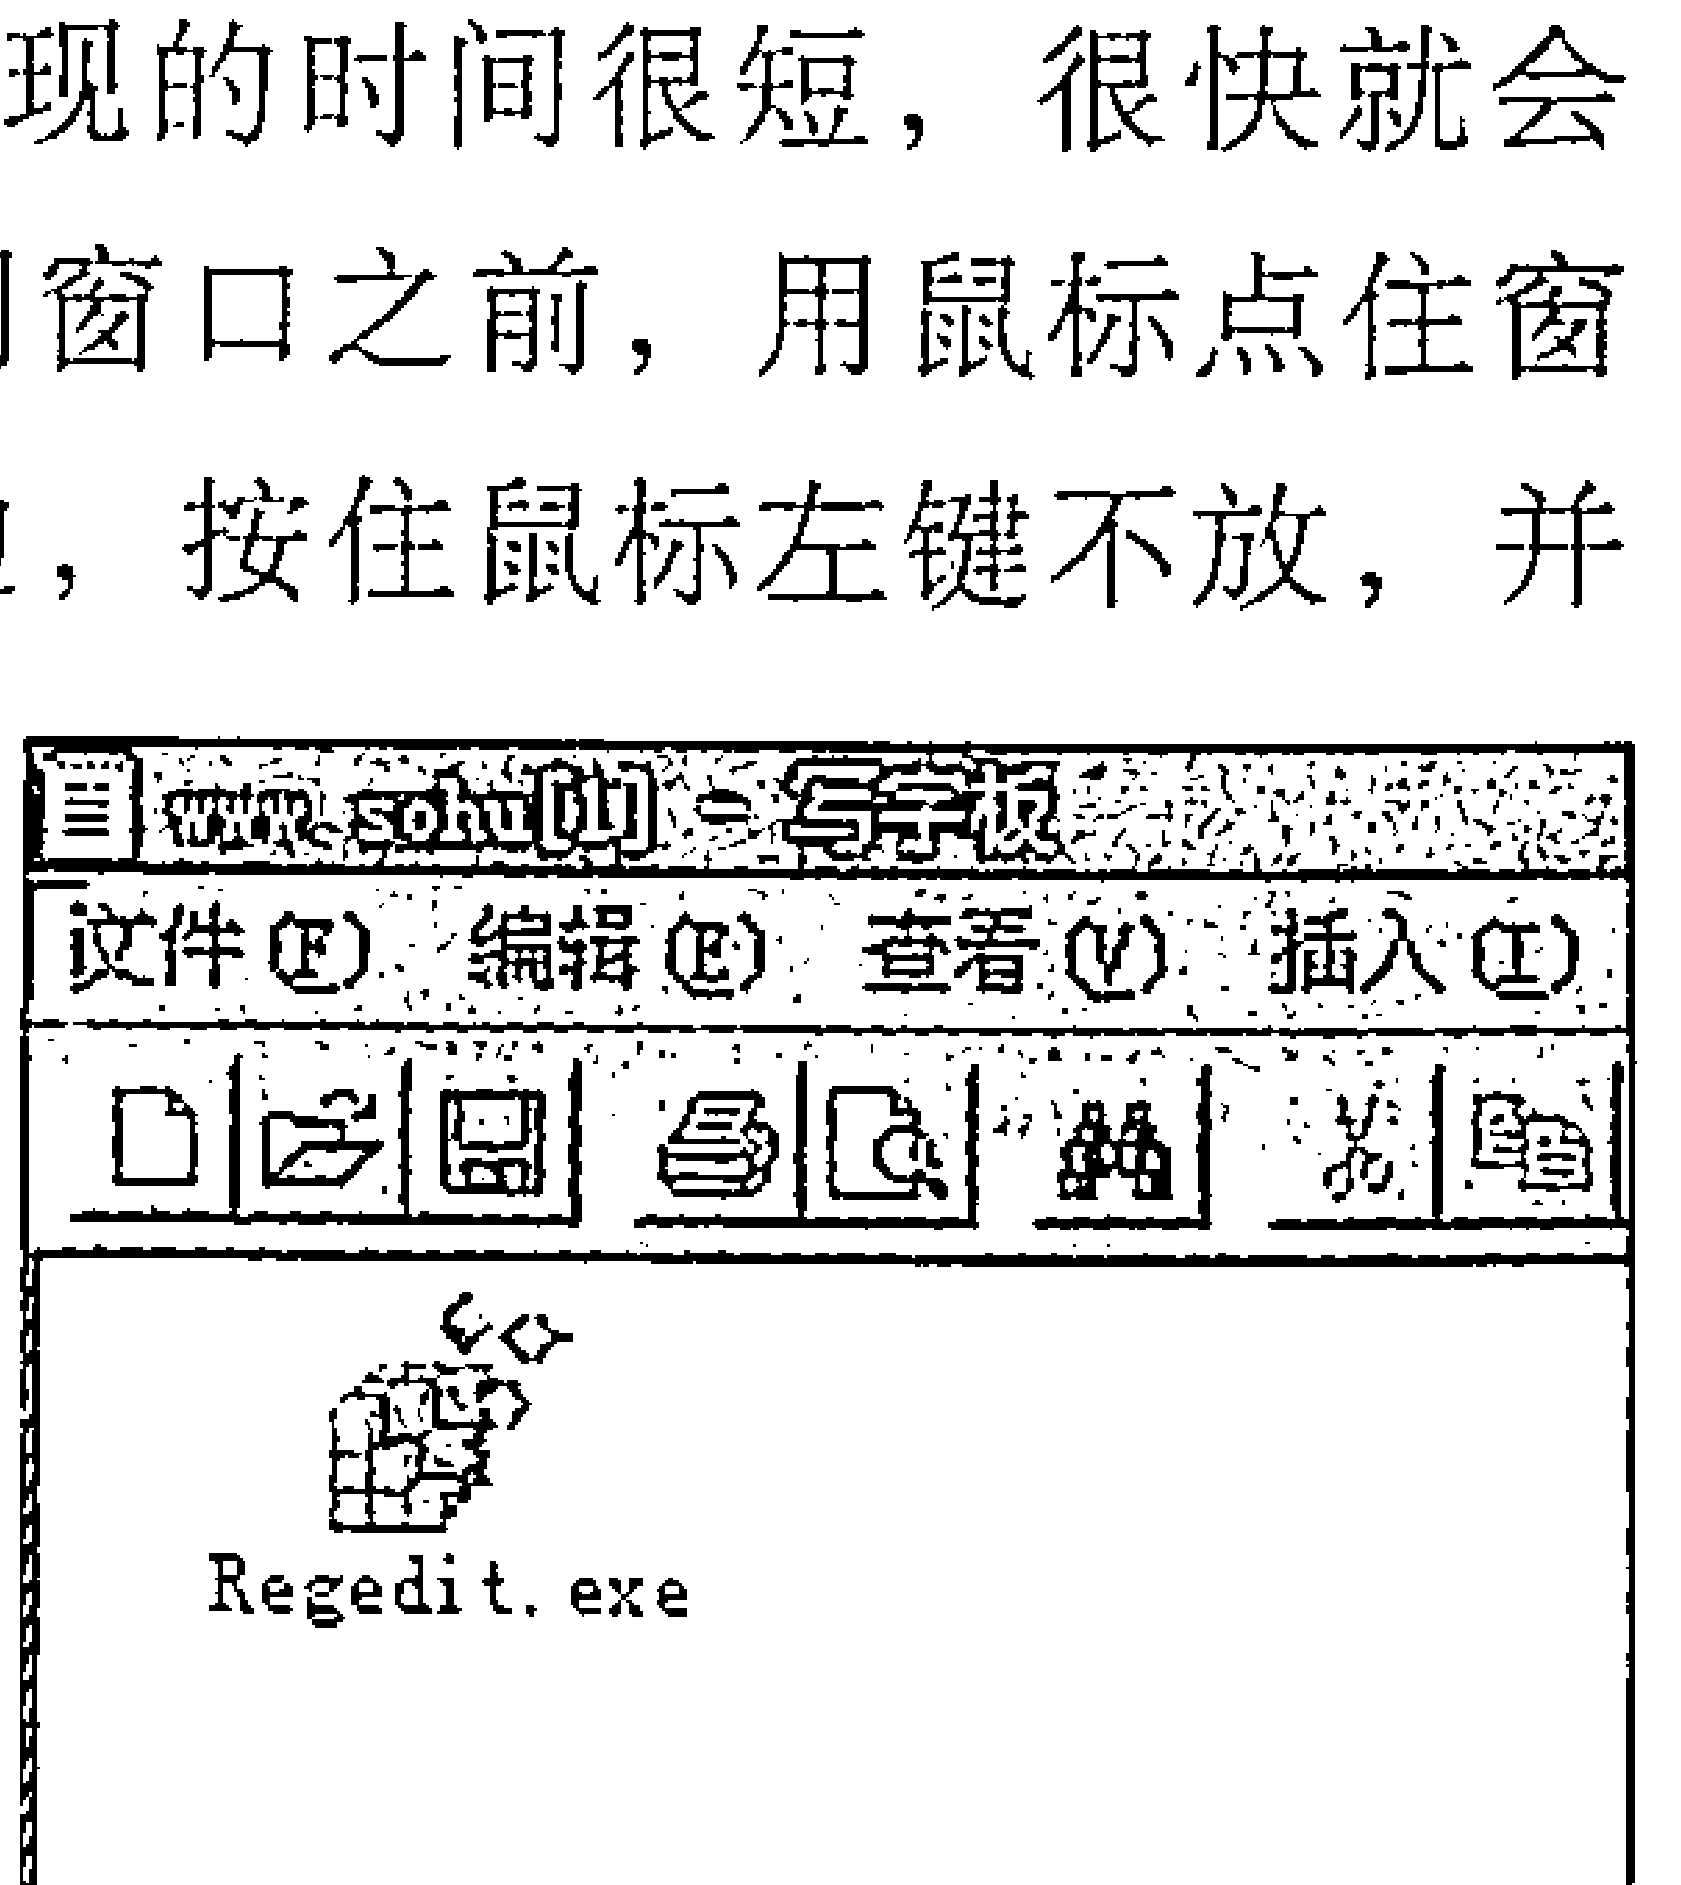 现的时间很短，很快就会
窗口之前，用鼠标点住窗
，按住鼠标左键不放，并
www.sohu[1] - 写字板
文件(F) 编辑(E) 查看(V) 插入(I)
Regedit.exe